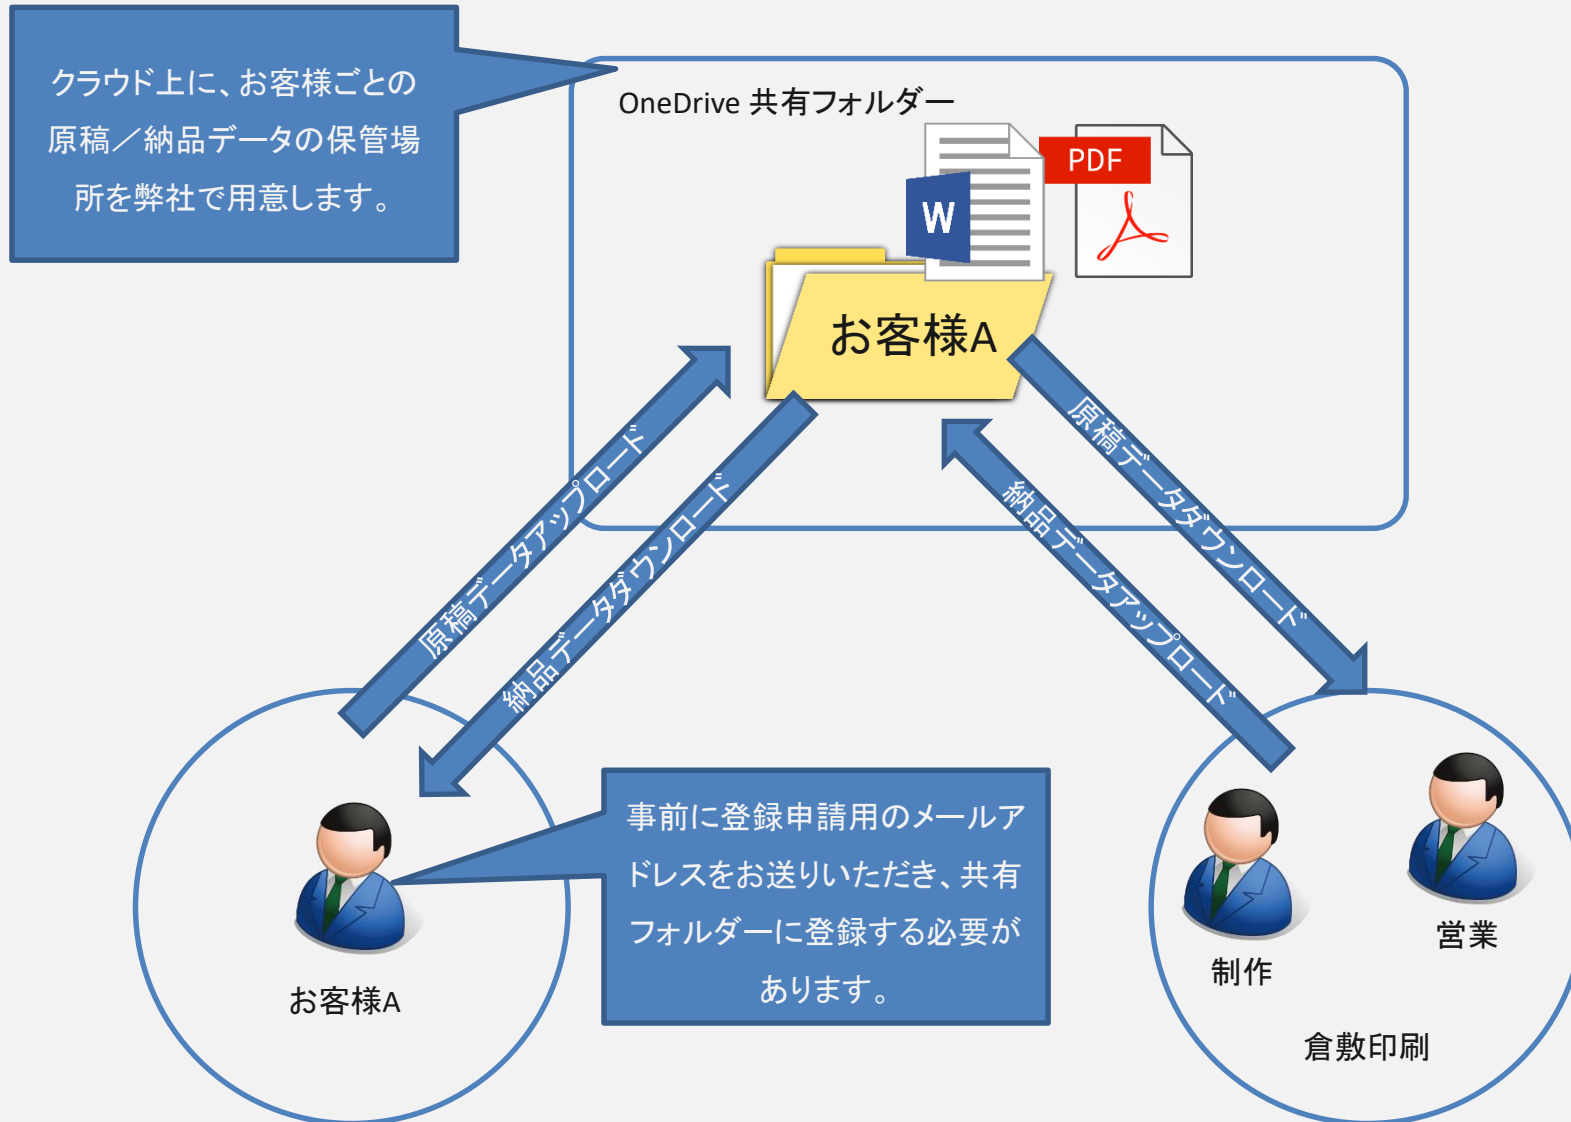 クラウド上に、お客様ごとの
原稿／納品データの保管場
所を弊社で用意します。
OneDrive 共有フォルダー
W
PDF
お客様A
原稿データアップロード
納品データダウンロード
納品データアップロード
原稿データダウンロード
事前に登録申請用のメールア
ドレスをお送りいただき、共有
フォルダーに登録する必要が
あります。
お客様A
制作
営業
倉敷印刷